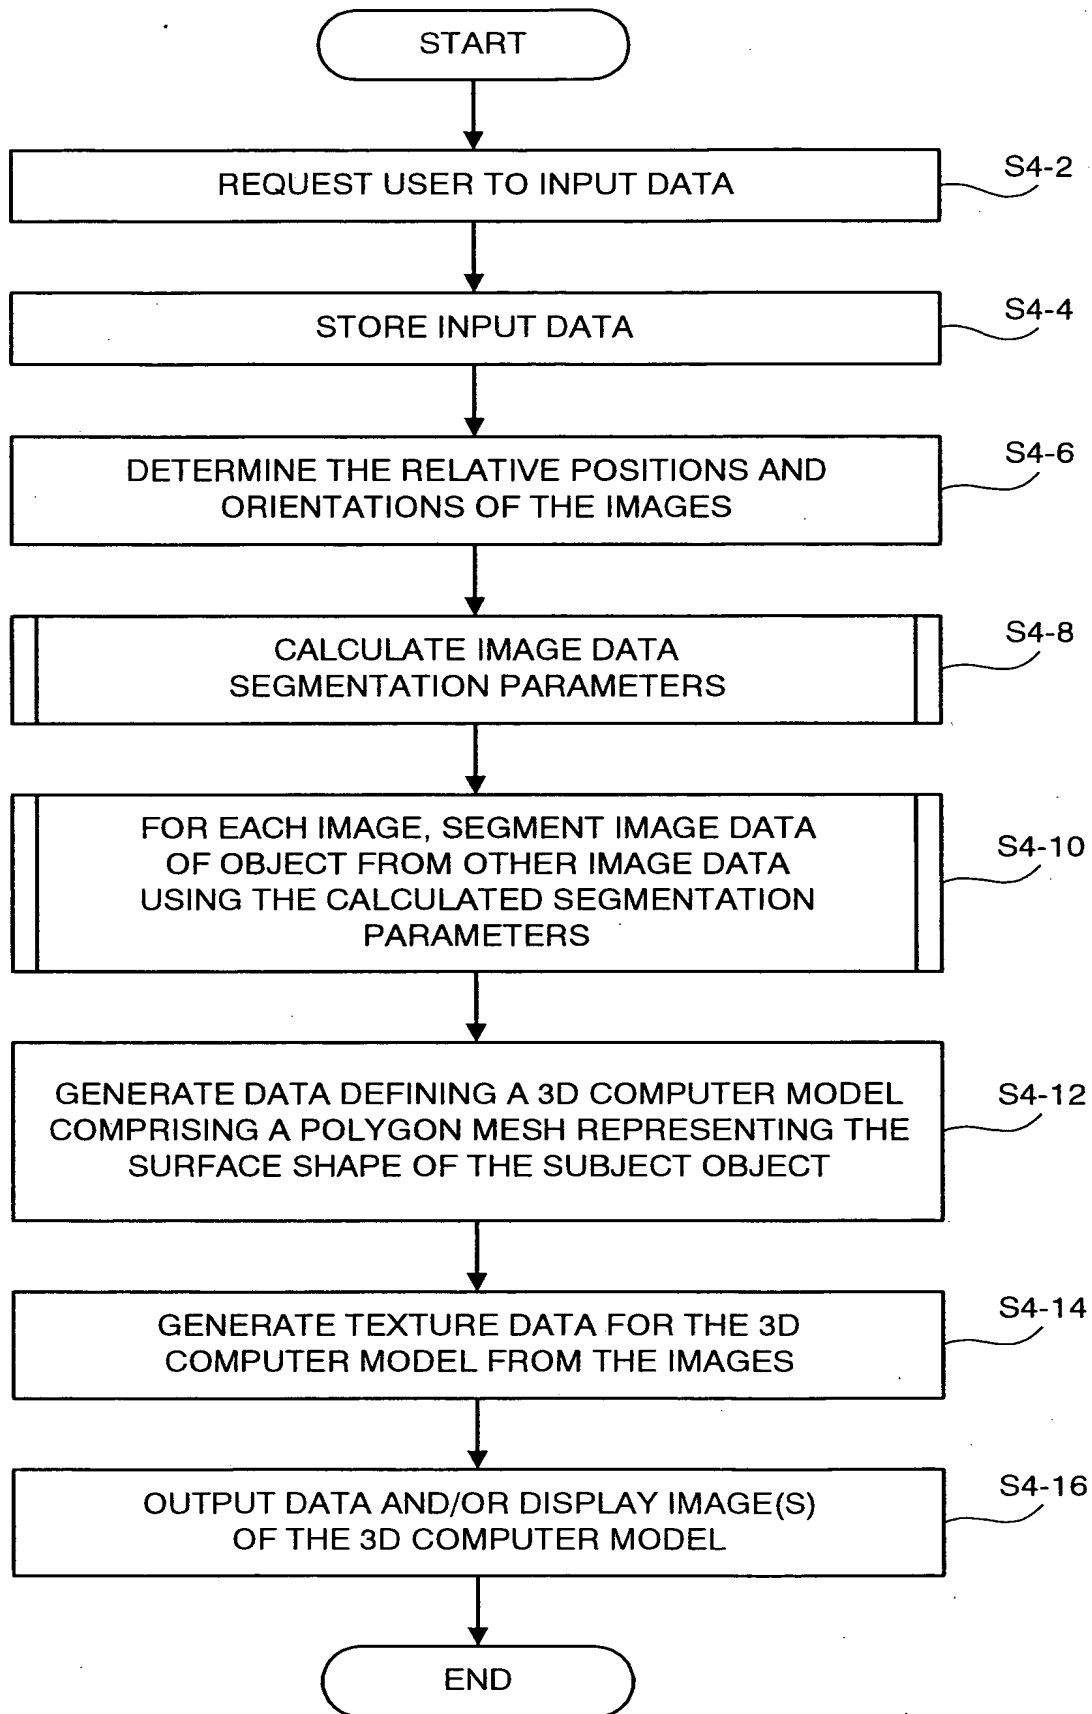 START
REQUEST USER TO INPUT DATA
S4-2
STORE INPUT DATA
S4-4
DETERMINE THE RELATIVE POSITIONS AND
ORIENTATIONS OF THE IMAGES
S4-6
CALCULATE IMAGE DATA
SEGMENTATION PARAMETERS
S4-8
FOR EACH IMAGE, SEGMENT IMAGE DATA
OF OBJECT FROM OTHER IMAGE DATA
USING THE CALCULATED SEGMENTATION
PARAMETERS
S4-10
GENERATE DATA DEFINING A 3D COMPUTER MODEL
COMPRISING A POLYGON MESH REPRESENTING THE
SURFACE SHAPE OF THE SUBJECT OBJECT
S4-12
GENERATE TEXTURE DATA FOR THE 3D
COMPUTER MODEL FROM THE IMAGES
S4-14
OUTPUT DATA AND/OR DISPLAY IMAGE(S)
OF THE 3D COMPUTER MODEL
S4-16
END